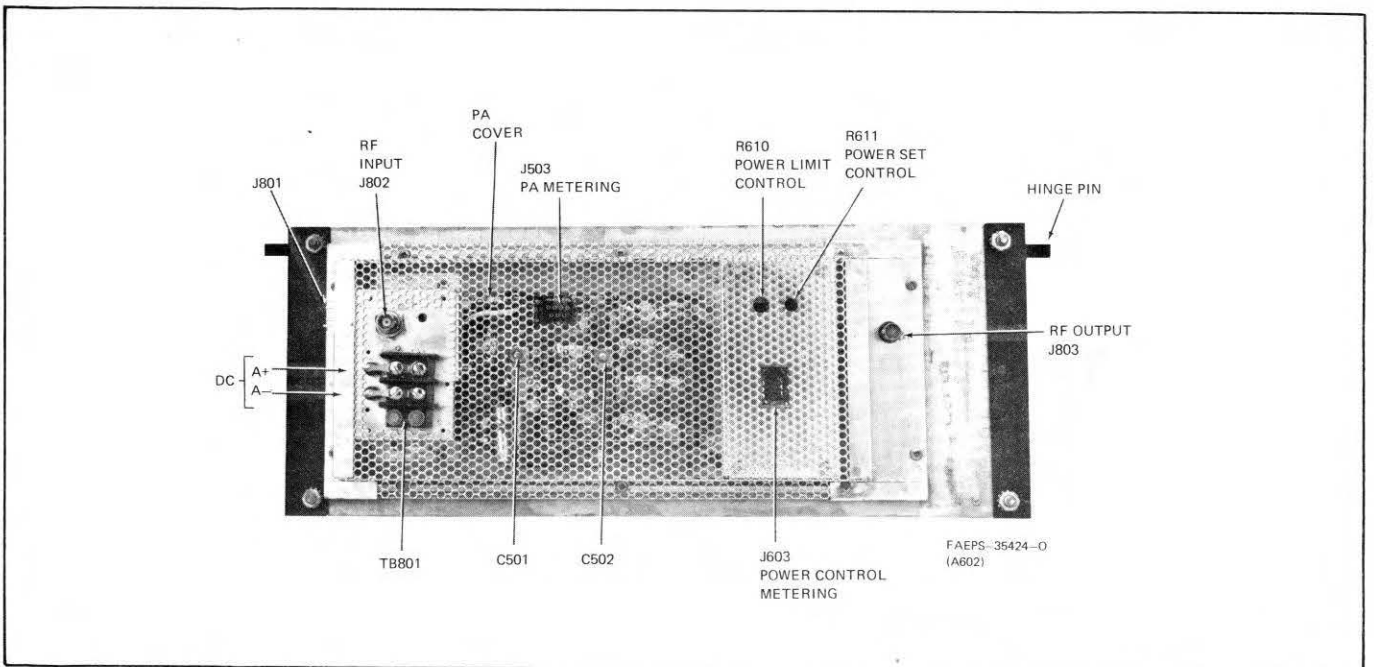 PA
COVER
RF
INPUT
J802
J801
J503
PA METERING
R610
POWER LIMIT
CONTROL
R611
POWER SET
CONTROL
HINGE PIN
RF OUTPUT
J803
DC
A+
A–
TB801
C501
C502
J603
POWER CONTROL
METERING
FAEPS–35424–O
(A602)